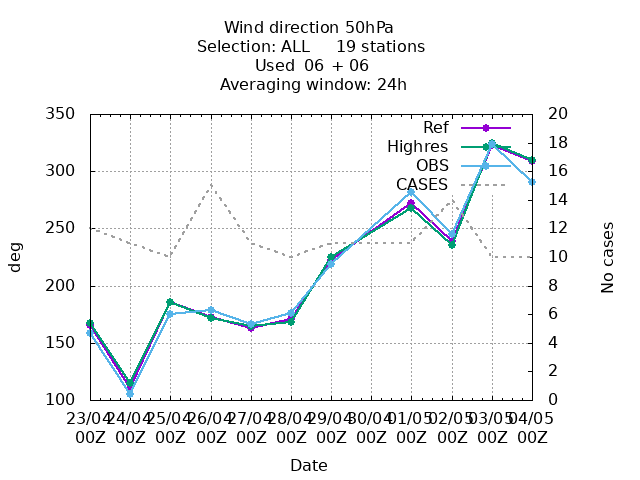 Wind direction 50hPa
Selection: ALL 19 stations
Used 06 + 06
Averaging window: 24h
350
300
250
200
150
100
deg
20
18
16
14
12
10
8
6
4
2
0
No cases
Ref
Highres
OBS
CASES
23/04 24/04 25/04 26/04 27/04 28/04 29/04 30/04 01/05 02/05 03/05 04/05
00Z 00Z 00Z 00Z 00Z 00Z 00Z 00Z 00Z 00Z 00Z 00Z
Date